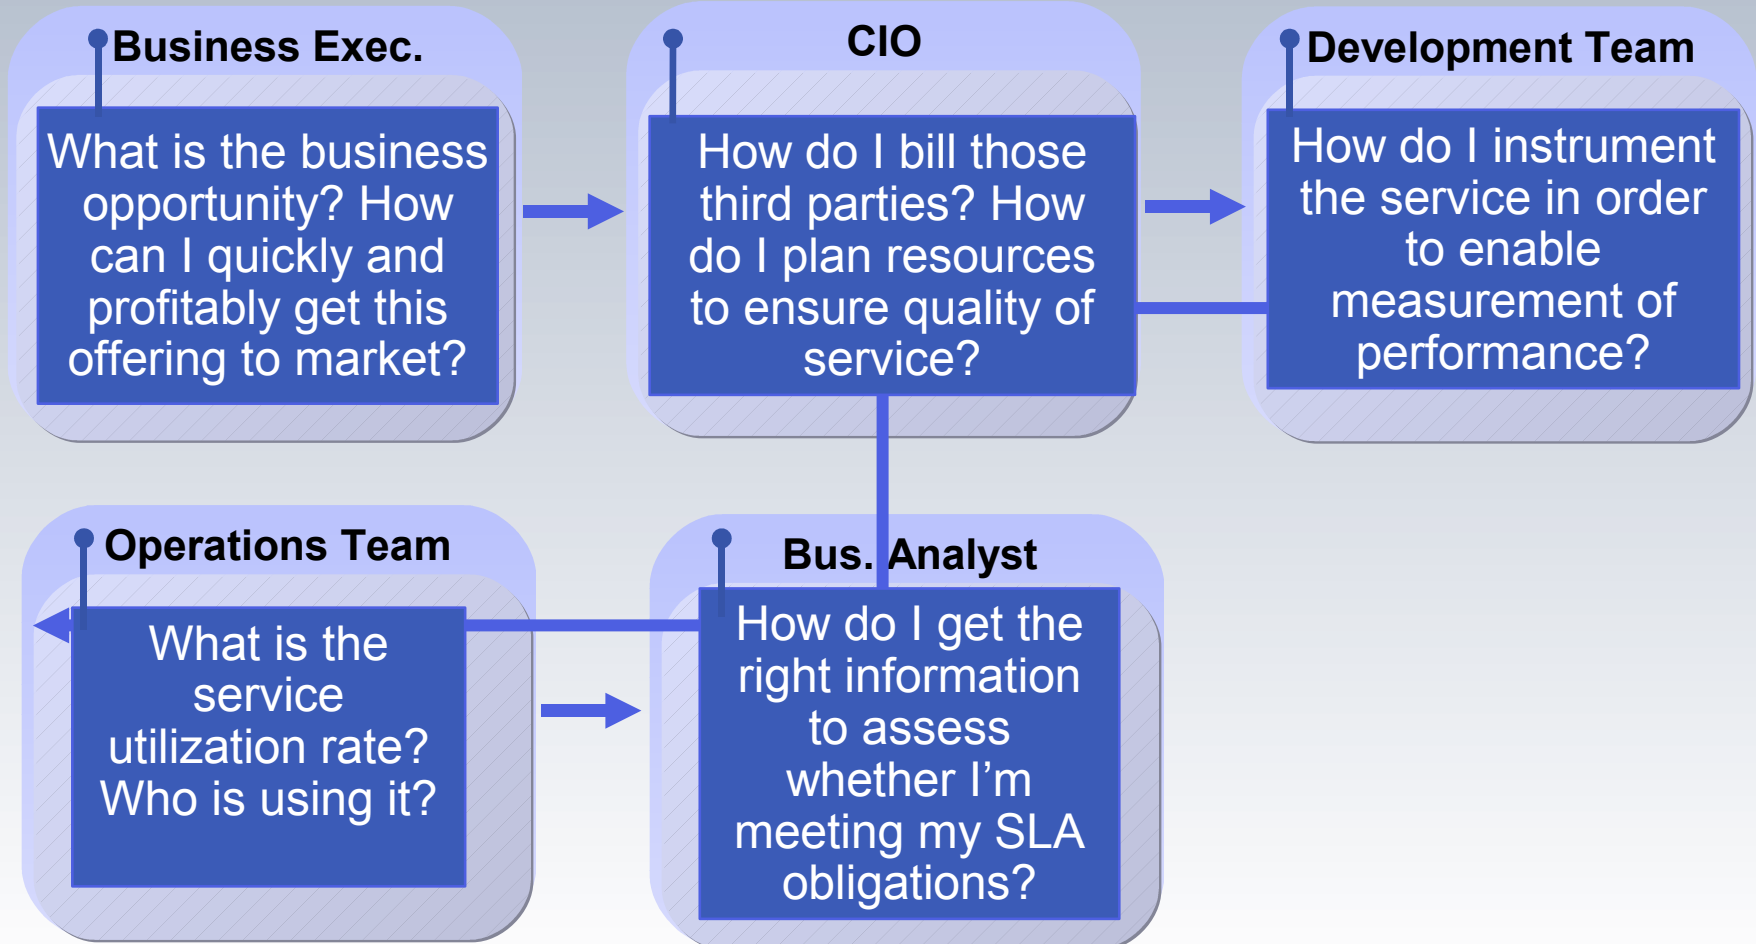 Business Exec.
What is the business
opportunity? How
can I quickly and
profitably get this
offering to market?
CIO
How do I bill those
third parties? How
do I plan resources
to ensure quality of
service?
Development Team
How do I instrument
the service in order
to enable
measurement of
performance?
Operations Team
What is the
service
utilization rate?
Who is using it?
Bus. Analyst
How do I get the
right information
to assess
whether I’m
meeting my SLA
obligations?